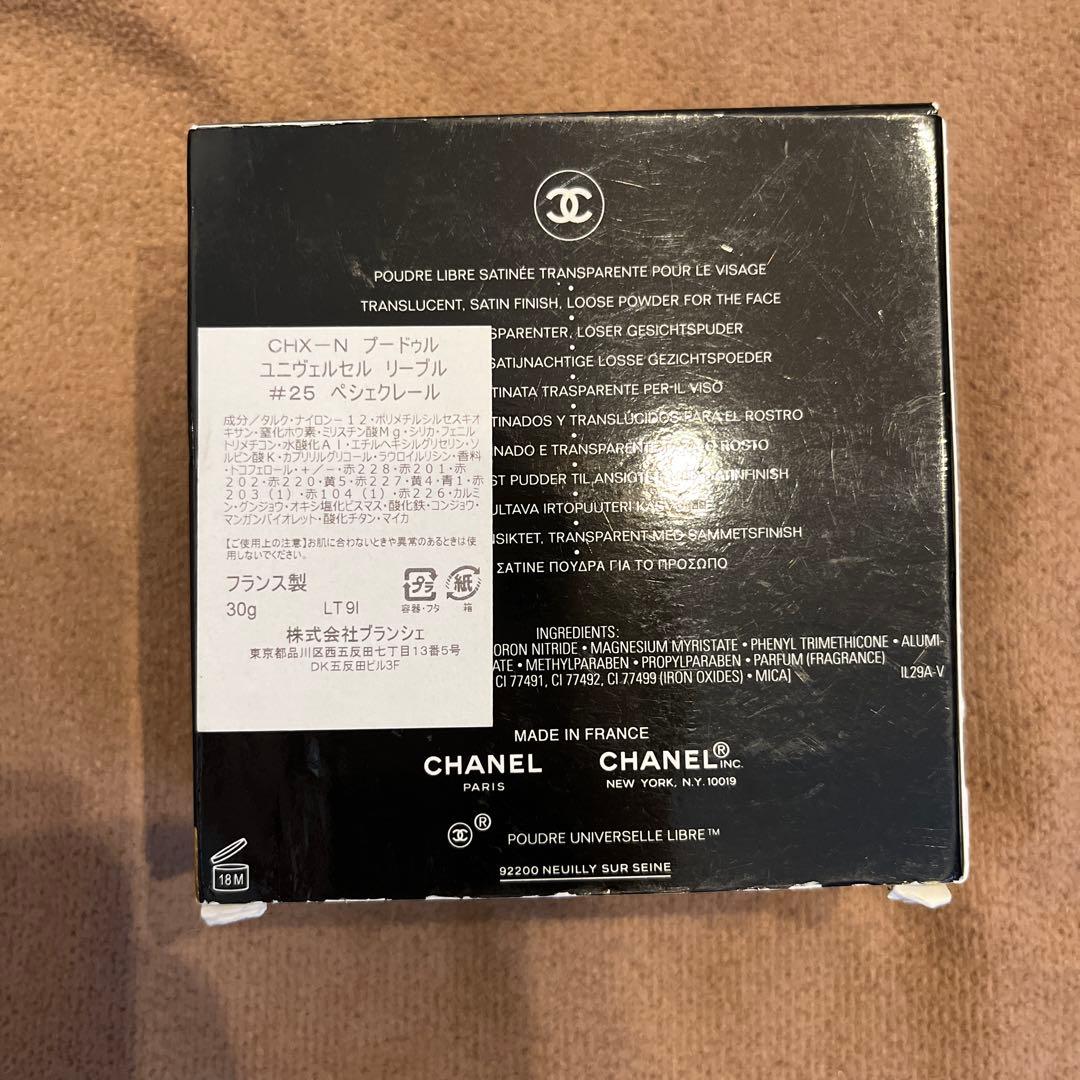 POUDRE LIBRE SATINÉE TRANSPARENTE POUR LE VISAGE
TRANSLUCENT, SATIN FINISH, LOOSE POWDER FOR THE FACE
SPARENTER, LOSER GESICHTSPUDER
SATIJNACHTIGE LOSSE GEZICHTSPOEDER
TINATA TRASPARENTE PER IL VISO
TINADOS Y TRANSLÚCIDOS PARA EL ROSTRO
NADO E TRANSPARENTE ROSTO
ST PUDDER TIL ANSIGTET SATINFINISH
ULTAVA IRTOPUUTERI
NSIKTET, TRANSPARENT MED SAMMETSFINISH
ΣΑΤΙΝΕ ΠΟΥΔΡΑ ΓΙΑ ΤΟ ΠΡΟΣΩΠΟ
CHX－N プードゥル
ユニヴェルセル リーブル
＃25 ペシェクレール
成分／タルク・ナイロン－１２・ポリメチルシルセスキオ
キサン・窒化ホウ素・ミリスチン酸Ｍｇ・シリカ・フェニル
トリメチコン・水酸化Ａｌ・エチルヘキシルグリセリン・ソ
ルビン酸Ｋ・カプリリルグリコール・ラウロイルリシン・香料
・トコフェロール・＋／－・赤２２８・赤２０１・赤
２０２・赤２２０・黄５・赤２２７・黄４・青１・赤
２０３（１）・赤１０４（１）・赤２２６・カルミ
ン・グンジョウ・オキシ塩化ビスマス・酸化鉄・コンジョウ・
マンガンバイオレット・酸化チタン・マイカ
【ご使用上の注意】お肌に合わないときや異常のあるときは使
用しないでください。
フランス製
30g LT9I
プラ 紙
容器・フタ 箱
株式会社ブランシェ
東京都品川区西五反田七丁目13番5号
DK五反田ビル3F
INGREDIENTS:
ORON NITRIDE • MAGNESIUM MYRISTATE • PHENYL TRIMETHICONE • ALUMI-
ATE • METHYLPARABEN • PROPYLPARABEN • PARFUM (FRAGRANCE)
CI 77491, CI 77492, CI 77499 (IRON OXIDES) • MICA]
IL29A-V
MADE IN FRANCE
CHANEL
PARIS
CHANEL® INC.
NEW YORK, N.Y. 10019
®
POUDRE UNIVERSELLE LIBRE™
92200 NEUILLY SUR SEINE
18M